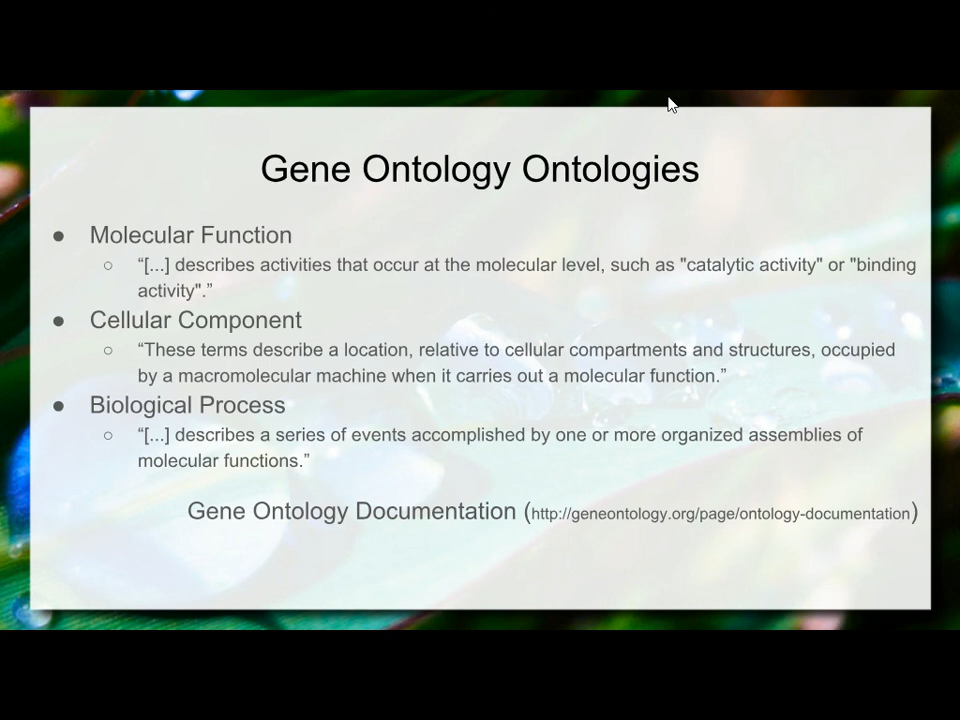 Gene Ontology Ontologies
● Molecular Function
○ “[...] describes activities that occur at the molecular level, such as "catalytic activity" or "binding
activity".”
● Cellular Component
○ “These terms describe a location, relative to cellular compartments and structures, occupied
by a macromolecular machine when it carries out a molecular function.”
● Biological Process
○ “[...] describes a series of events accomplished by one or more organized assemblies of
molecular functions.”
Gene Ontology Documentation (http://geneontology.org/page/ontology-documentation)